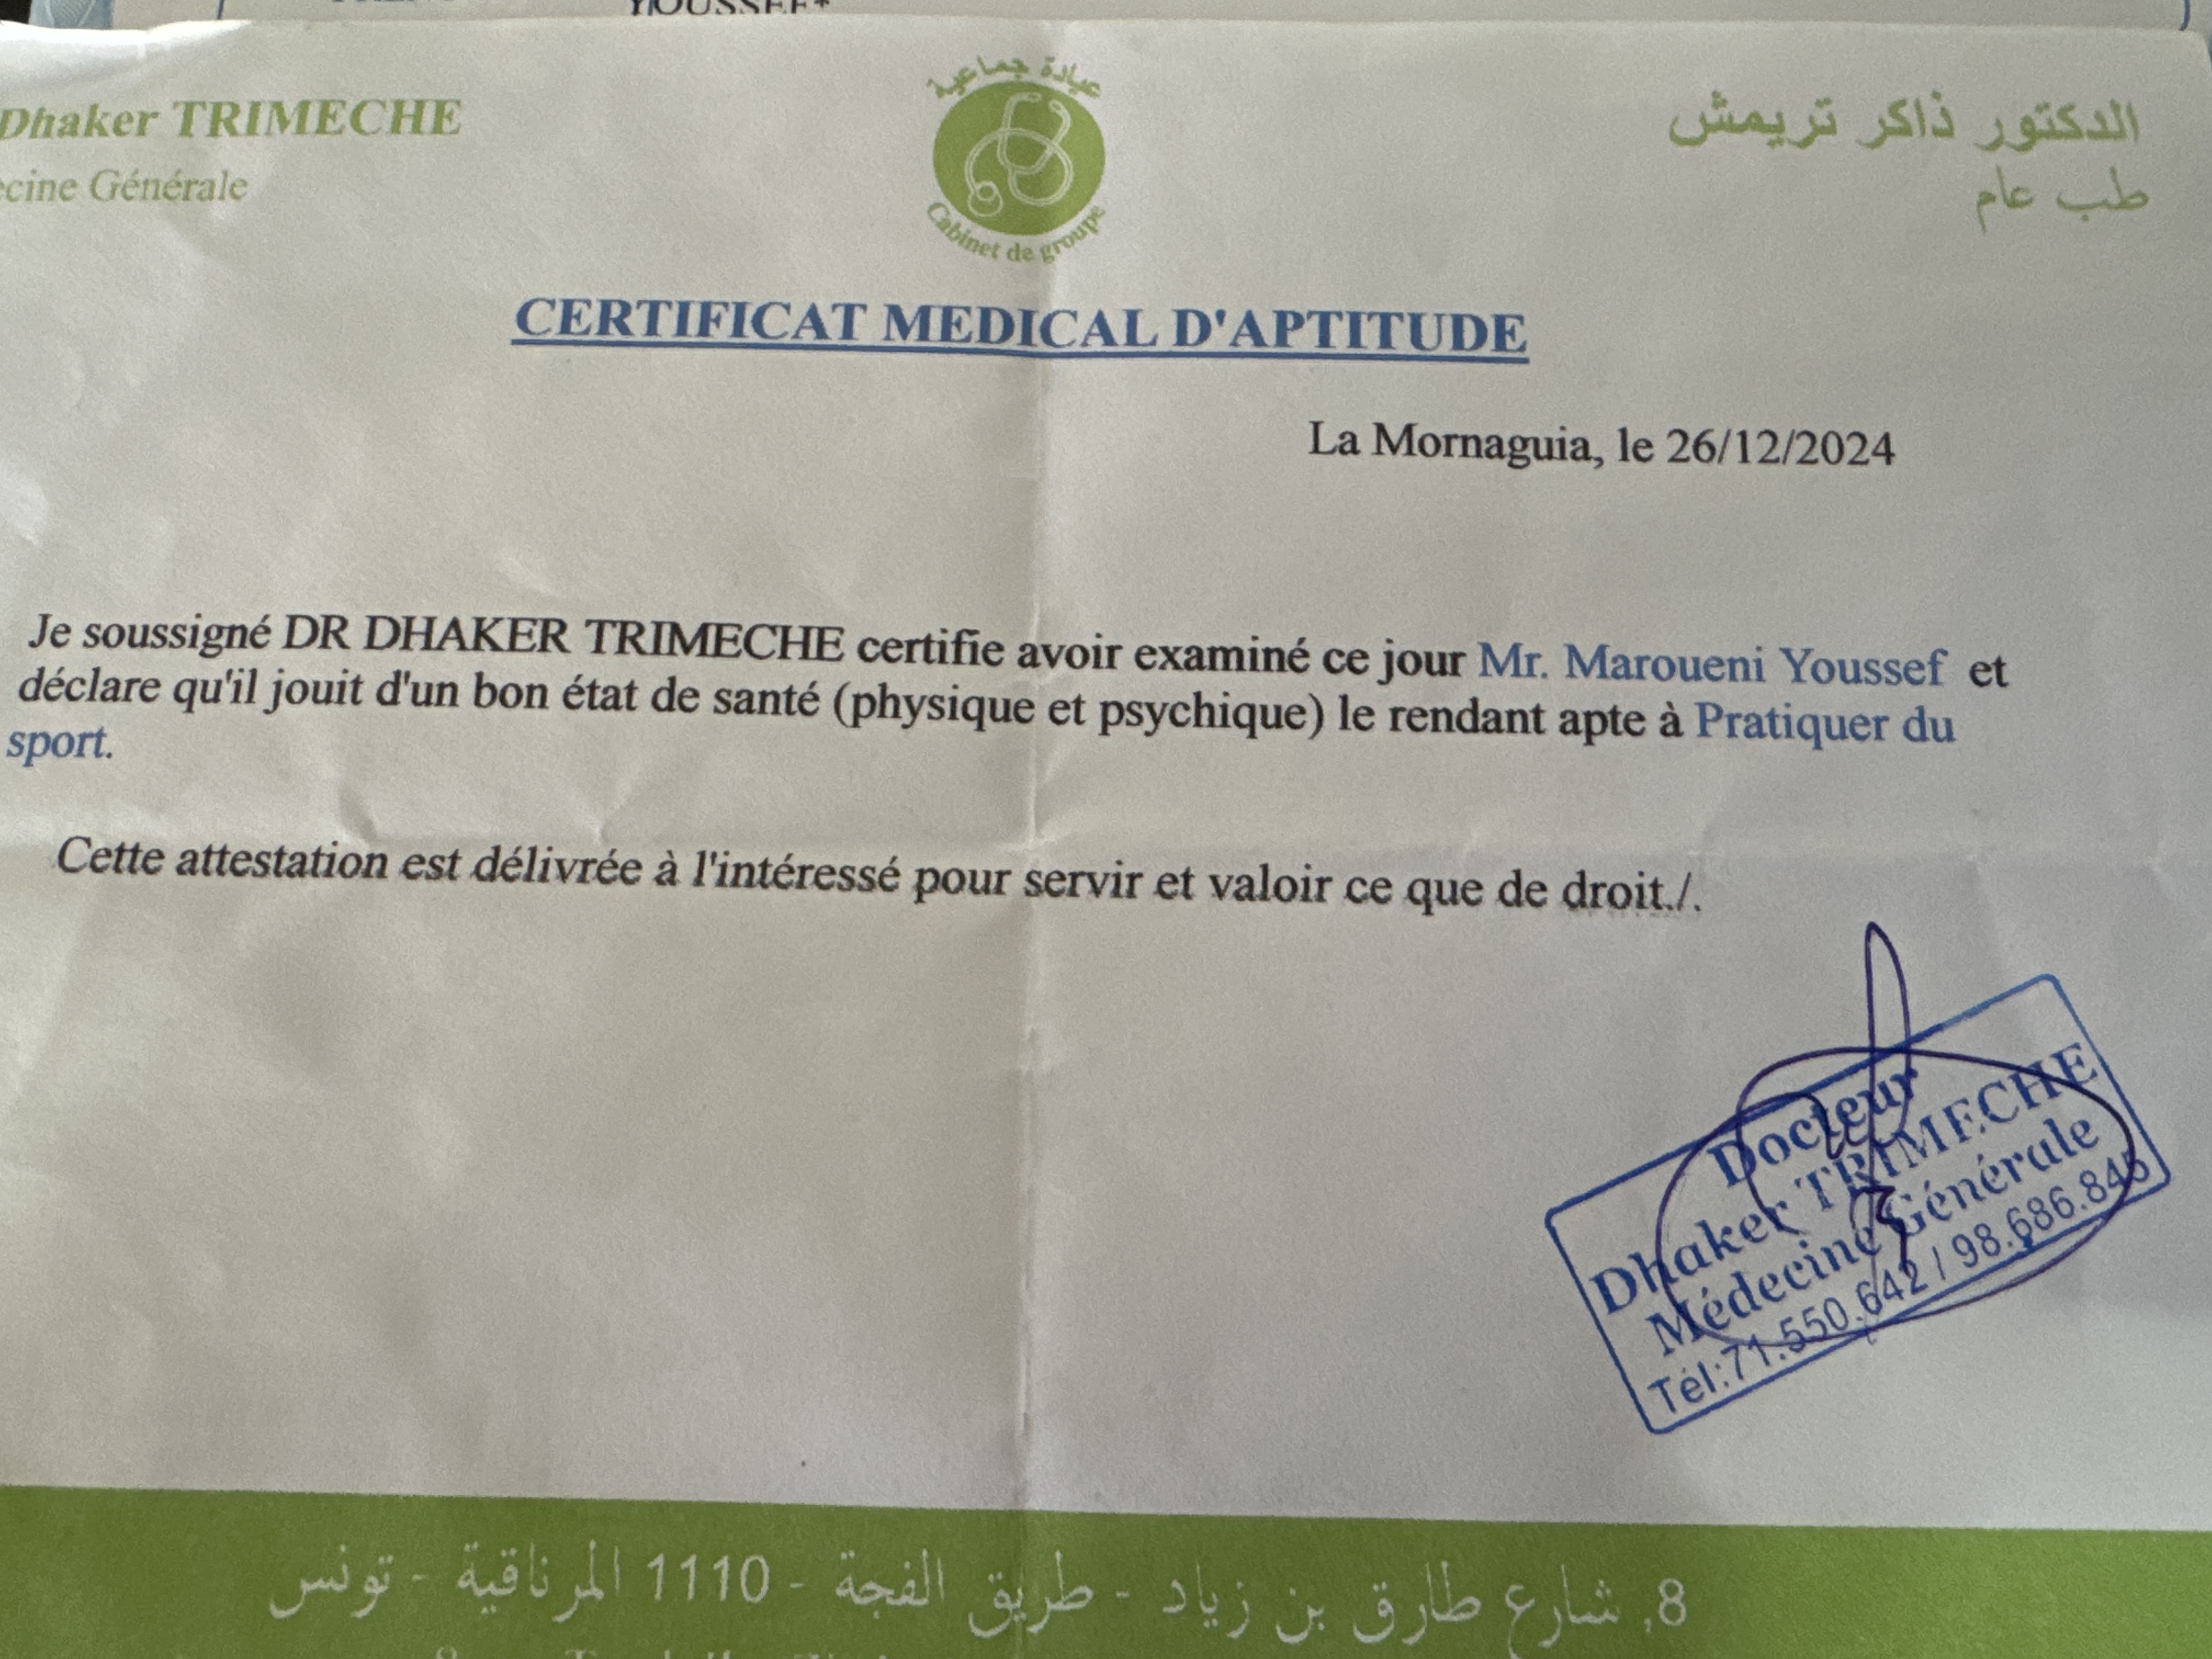 YOUSSEF*
Dhaker TRIMECHE
الدكتور ذاكر تريمش
Générale
طب عام
عيادة جماعية
Cabinet de groupe
CERTIFICAT MEDICAL D'APTITUDE
La Mornaguia, le 26/12/2024
Je soussigné DR DHAKER TRIMECHE certifie avoir examiné ce jour Mr. Maroueni Youssef et
déclare qu'il jouit d'un bon état de santé (physique et psychique) le rendant apte à Pratiquer du
sport.
Cette attestation est délivrée à l'intéressé pour servir et valoir ce que de droit./.
Docteur
Dhaker TRIMECHE
Médecine Générale
Tél:71.550.642 / 98.686.845
8, شارع طارق بن زياد - طريق الفجة - 1110 المرناقية - تونس